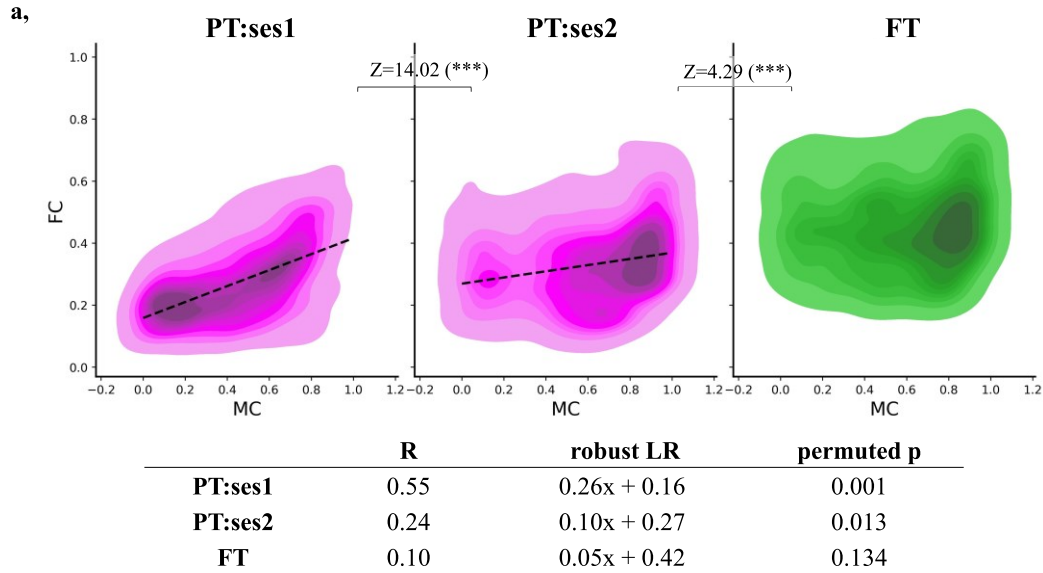 a,
PT:ses1 PT:ses2 FT
Z=14.02 (***) Z=4.29 (***)
1.0
0.8
0.6
0.4
0.2
0.0
FC
−0.2 0.0 0.2 0.4 0.6 0.8 1.0 1.2 −0.2 0.0 0.2 0.4 0.6 0.8 1.0 1.2 −0.2 0.0 0.2 0.4 0.6 0.8 1.0 1.2
MC MC MC
R robust LR permuted p
PT:ses1 0.55 0.26x + 0.16 0.001
PT:ses2 0.24 0.10x + 0.27 0.013
FT 0.10 0.05x + 0.42 0.134